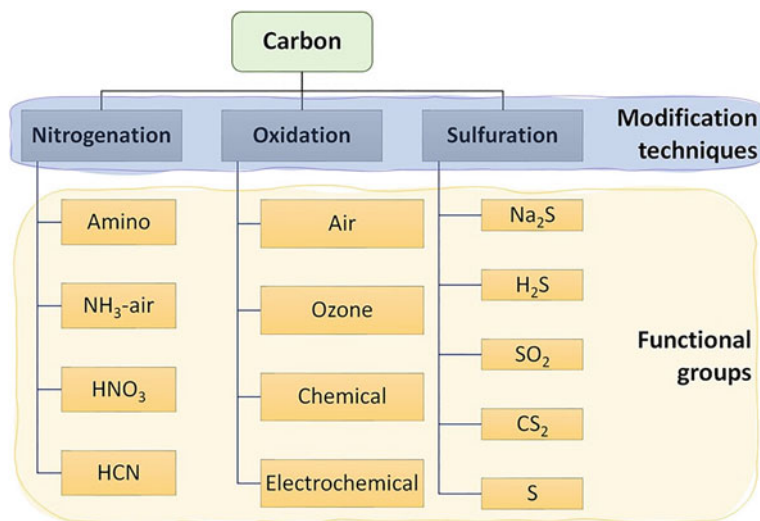 Carbon
Nitrogenation
Oxidation
Sulfuration
Modification
techniques
Amino
NH₃-air
HNO₃
HCN
Air
Ozone
Chemical
Electrochemical
Na₂S
H₂S
SO₂
CS₂
S
Functional
groups